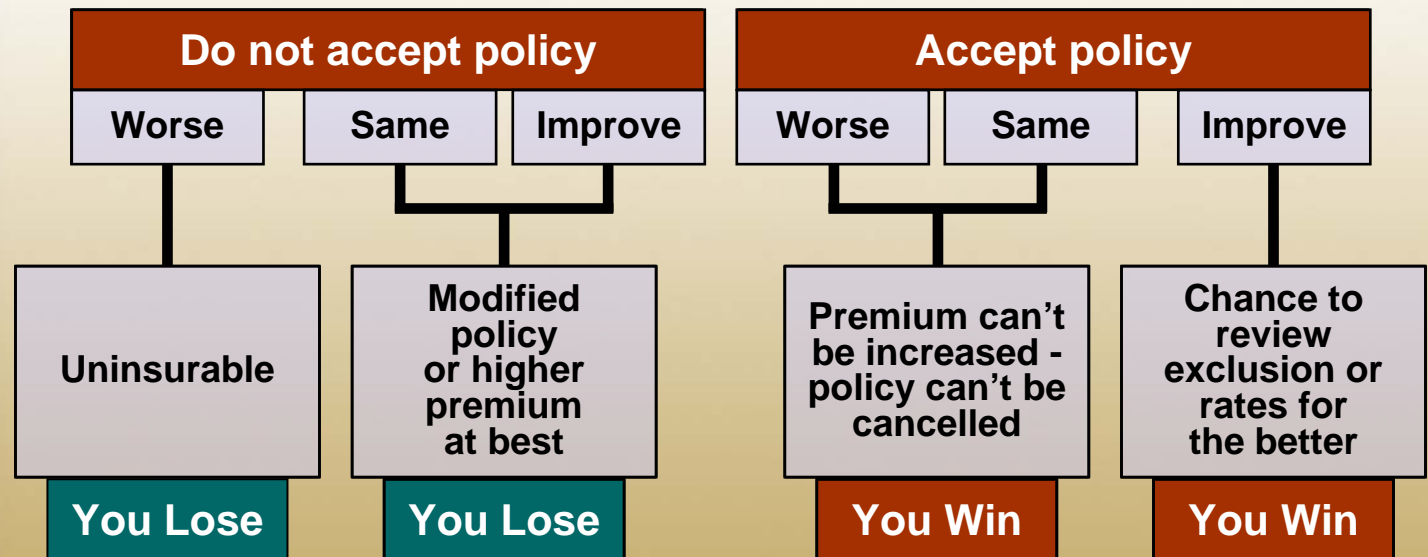 Do not accept policy
Accept policy
Worse
Same
Improve
Worse
Same
Improve
Uninsurable
Modified
policy
or higher
premium
at best
Premium can’t
be increased -
policy can’t be
cancelled
Chance to
review
exclusion or
rates for
the better
You Lose
You Lose
You Win
You Win